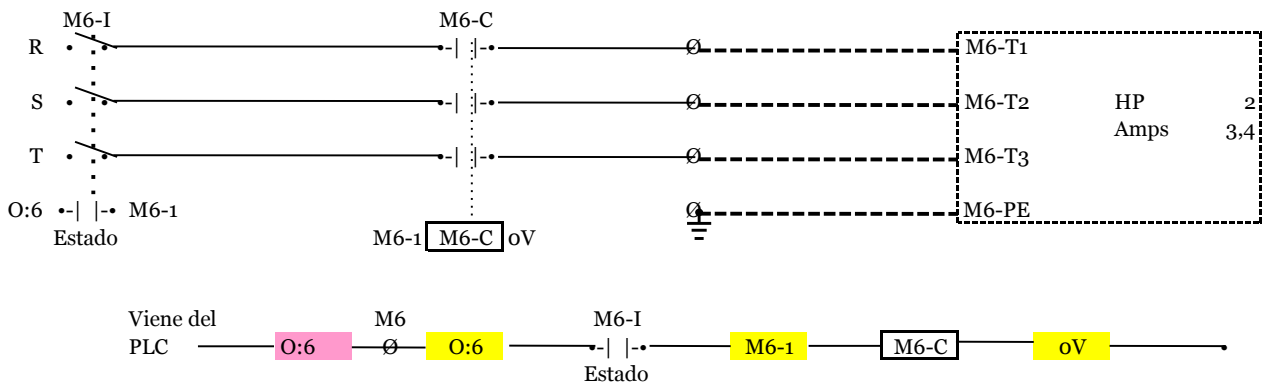 M6-I M6-C
R M6-T1
S M6-T2 HP 2
Amps 3,4
T M6-T3
O:6 M6-1 M6-PE
Estado M6-1 M6-C 0V
Viene del M6 M6-I
PLC O:6 Ø O:6 M6-1 M6-C 0V
Estado